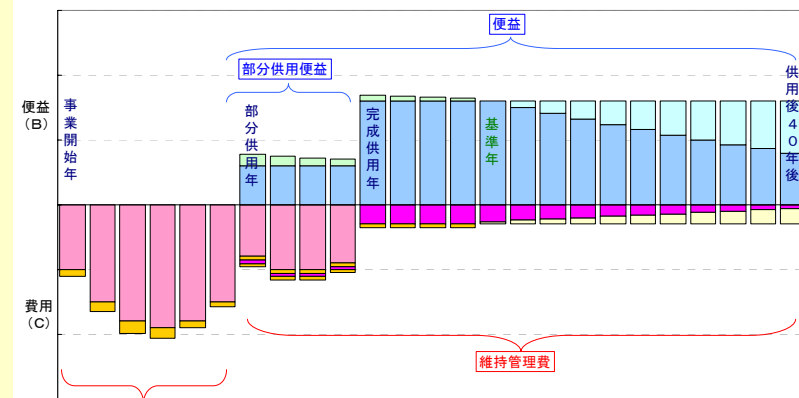 便益
部分供用便益
便益
（B）
事業開始年
部分供用年
完成供用年
基準年
供用後40年後
費用
（C）
維持管理費